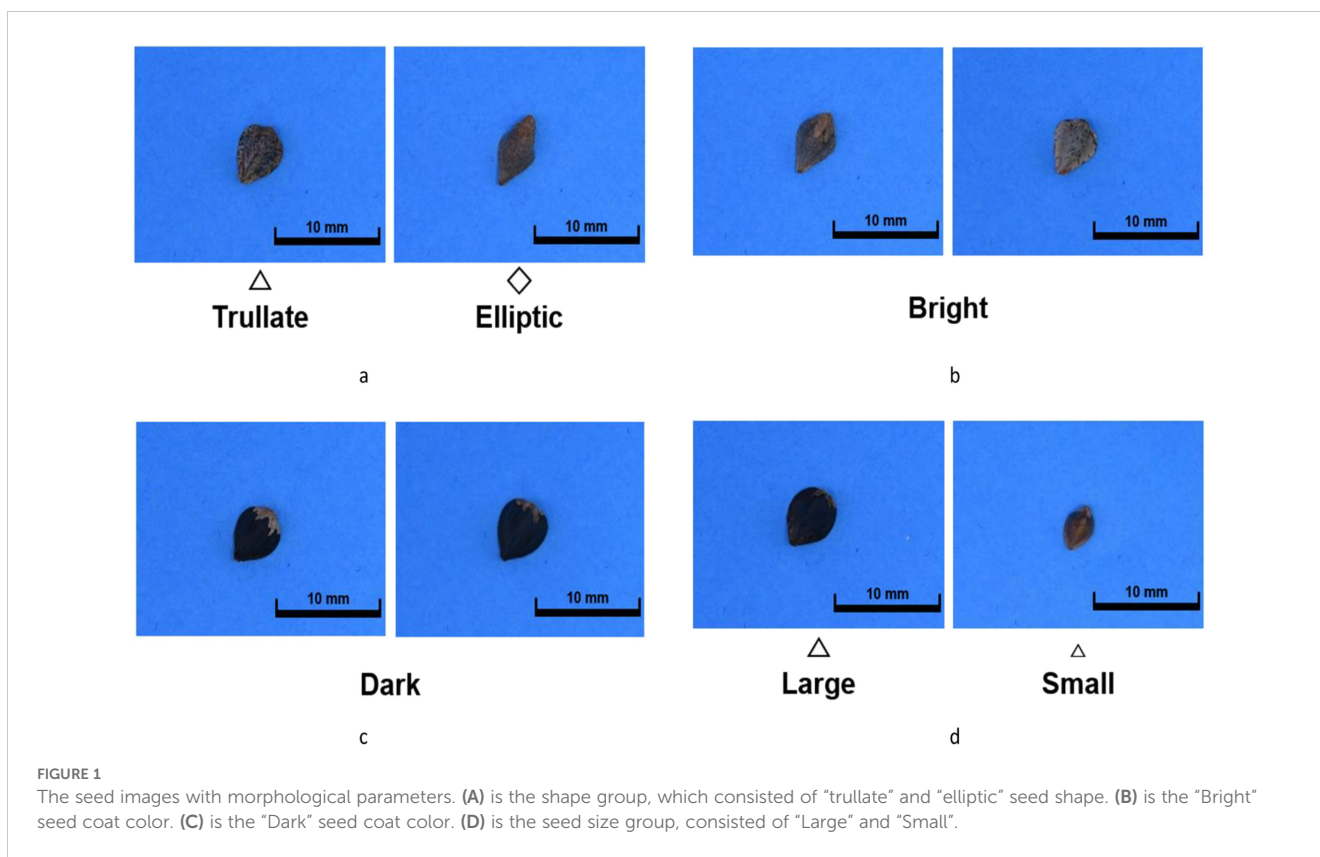 10 mm
10 mm
10 mm
10 mm
Trullate
Elliptic
Bright
a
b
10 mm
10 mm
10 mm
10 mm
Dark
Large
Small
c
d
FIGURE 1
The seed images with morphological parameters. (A) is the shape group, which consisted of "trullate" and "elliptic" seed shape. (B) is the "Bright"
seed coat color. (C) is the "Dark" seed coat color. (D) is the seed size group, consisted of "Large" and "Small".